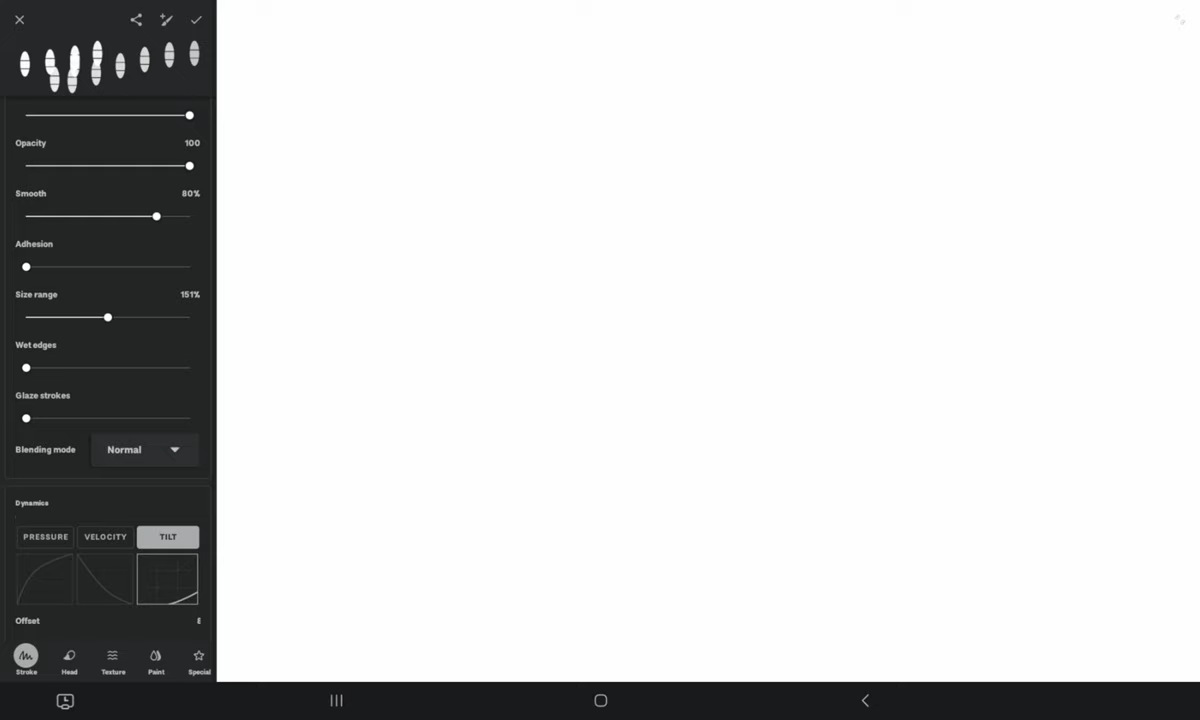 Opacity 100
Smooth 80%
Adhesion
Size range 151%
Wet edges
Glaze strokes
Blending mode Normal
Dynamics
PRESSURE VELOCITY TILT
Offset
Stroke Head Texture Paint Special